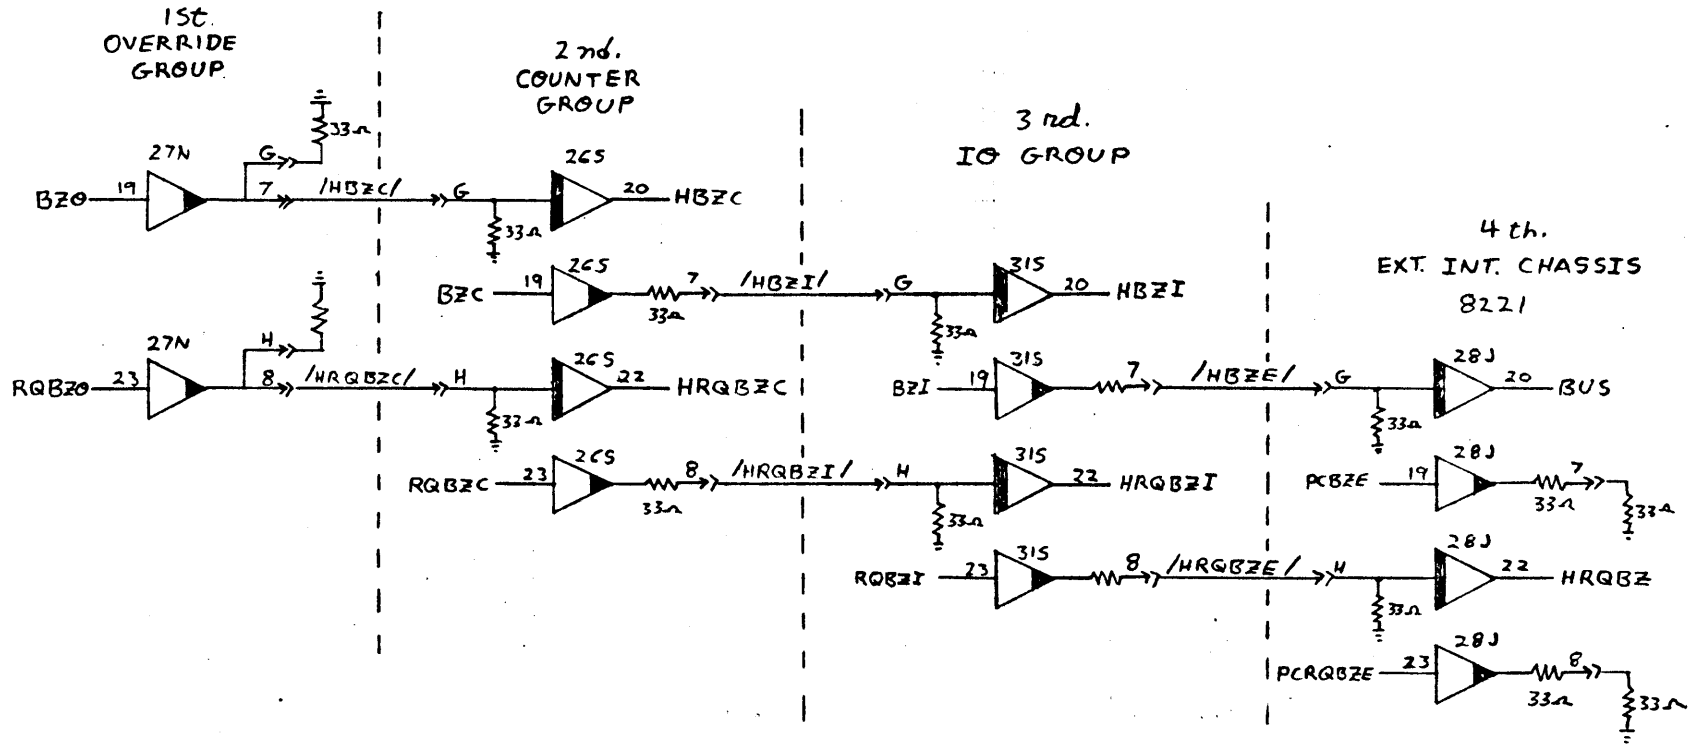 1st.
OVERRIDE
GROUP.
2nd.
COUNTER
GROUP
3rd.
IO GROUP
4th.
EXT. INT. CHASSIS
8221
33Ω
27N
G
BZO 19 7 /HBZC/ G 26S 20 HBZC
33Ω
BZC 19 26S 7 /HBZI/ G 31S 20 HBZI
33Ω
33Ω
27N
H
RQBZO 23 8 /HRQBZC/ H 26S 22 HRQBZC
33Ω
BZI 19 31S 7 /HBZE/ G 28J 20 BUS
33Ω
RQBZC 23 26S 8 /HRQBZI/ H 31S 22 HRQBZI
33Ω
33Ω
PCBZE 19 28J 7
33Ω
33Ω
RQBZI 23 31S 8 /HRQBZE/ H 28J 22 HRQBZ
33Ω
PCRQBZE 23 28J 8
33Ω
33Ω